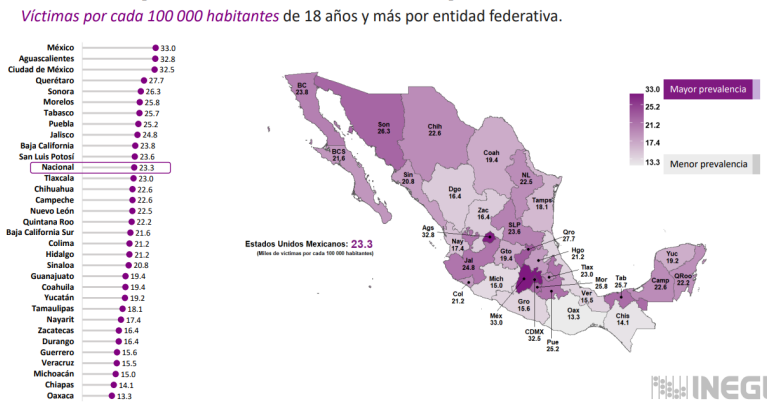 Víctimas por cada 100 000 habitantes de 18 años y más por entidad federativa.
México 33.0
Aguascalientes 32.8
Ciudad de México 32.5
Querétaro 27.7
Sonora 26.3
Morelos 25.8
Tabasco 25.7
Puebla 25.2
Jalisco 24.8
Baja California 23.8
San Luis Potosí 23.6
Nacional 23.3
Tlaxcala 23.0
Chihuahua 22.6
Campeche 22.6
Nuevo León 22.5
Quintana Roo 22.2
Baja California Sur 21.6
Colima 21.2
Hidalgo 21.2
Sinaloa 20.8
Guanajuato 19.4
Coahuila 19.4
Yucatán 19.2
Tamaulipas 18.1
Nayarit 17.4
Zacatecas 16.4
Durango 16.4
Guerrero 15.6
Veracruz 15.5
Michoacán 15.0
Chiapas 14.1
Oaxaca 13.3
BC
23.8
Son
26.3
Chih
22.6
BCS
21.6
Coah
19.4
Sin
20.8
Dgo
16.4
NL
22.5
Tamps
18.1
Zac
16.4
SLP
23.6
Ags
32.8
Nay
17.4
Jal
24.8
Gto
19.4
Qro
27.7
Hgo
21.2
Tlax
23.0
Mor
25.8
Col
21.2
Mich
15.0
Méx
33.0
Gro
15.6
CDMX
32.5
Pue
25.2
Ver
15.5
Oax
13.3
Tab
25.7
Chis
14.1
Camp
22.6
Yuc
19.2
QRoo
22.2
Estados Unidos Mexicanos: 23.3
(Miles de víctimas por cada 100 000 habitantes)
33.0 Mayor prevalencia
25.2
21.2
17.4
13.3 Menor prevalencia
INEGI